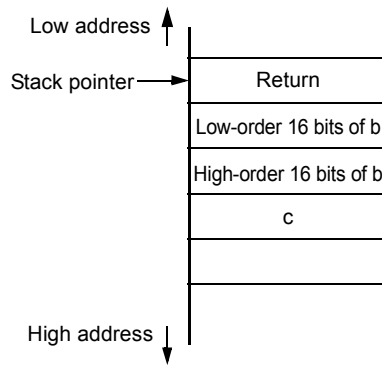 Low address
Stack pointer
Return
Low-order 16 bits of b
High-order 16 bits of b
c
High address